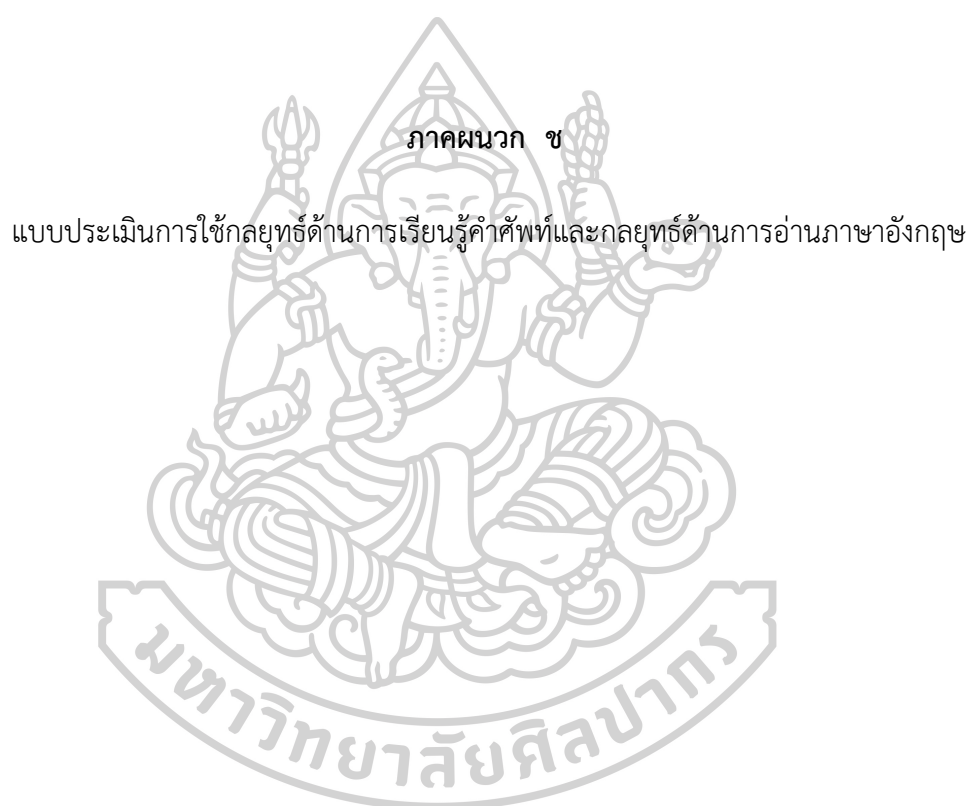 ภาคผนวก ช
แบบประเมินการใช้กลยุทธ์ด้านการเรียนรู้คำศัพท์และกลยุทธ์ด้านการอ่านภาษาอังกฤษ
มหาวิทยาลัยศิลปากร